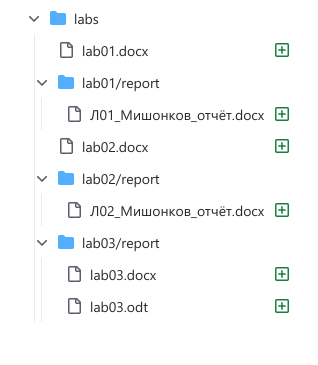 labs
lab01.docx
lab01/report
Л01_Мишонков_отчёт.docx
lab02.docx
lab02/report
Л02_Мишонков_отчёт.docx
lab03/report
lab03.docx
lab03.odt